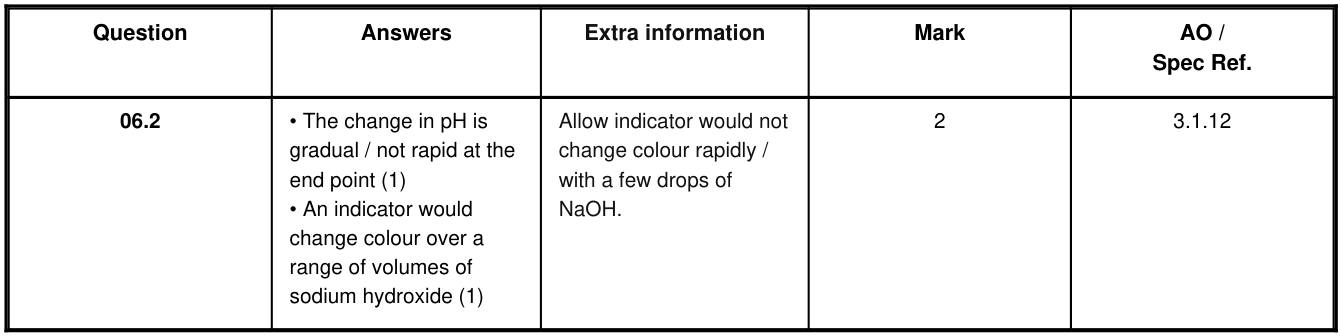 Question
Answers
Extra information
Mark
AO /
Spec Ref.
06.2
• The change in pH is
gradual / not rapid at the
end point (1)
• An indicator would
change colour over a
range of volumes of
sodium hydroxide (1)
Allow indicator would not
change colour rapidly /
with a few drops of
NaOH.
2
3.1.12